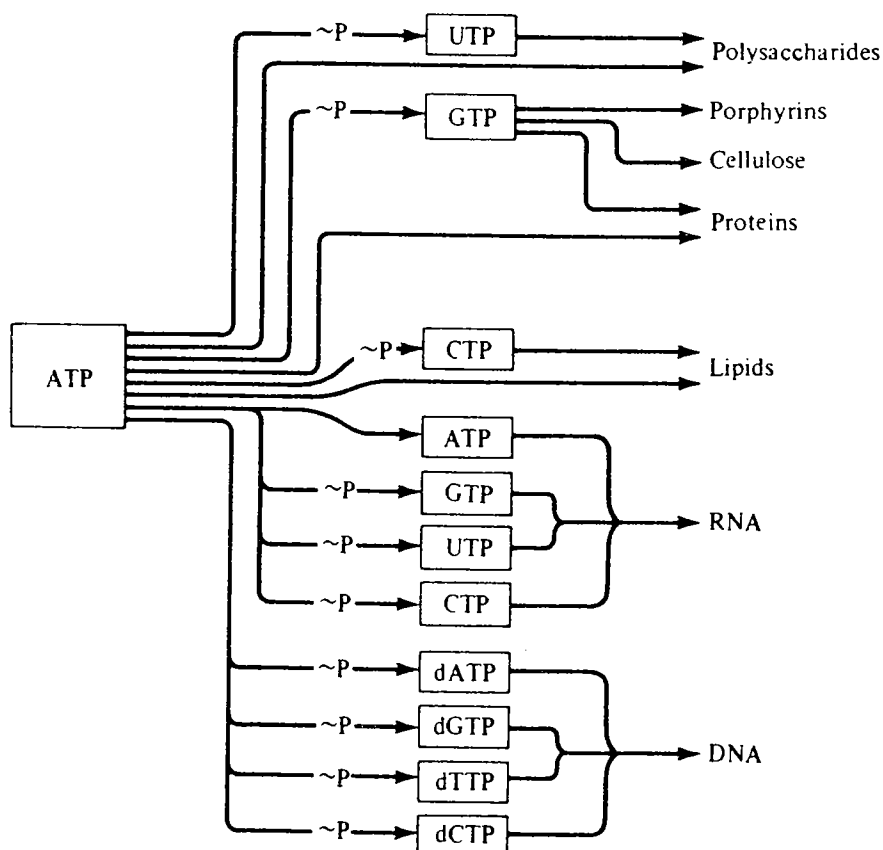 ~P UTP
Polysaccharides
~P GTP Porphyrins
Cellulose
Proteins
ATP
~P CTP
Lipids
ATP
~P GTP
RNA
~P UTP
~P CTP
~P dATP
~P dGTP
DNA
~P dTTP
~P dCTP